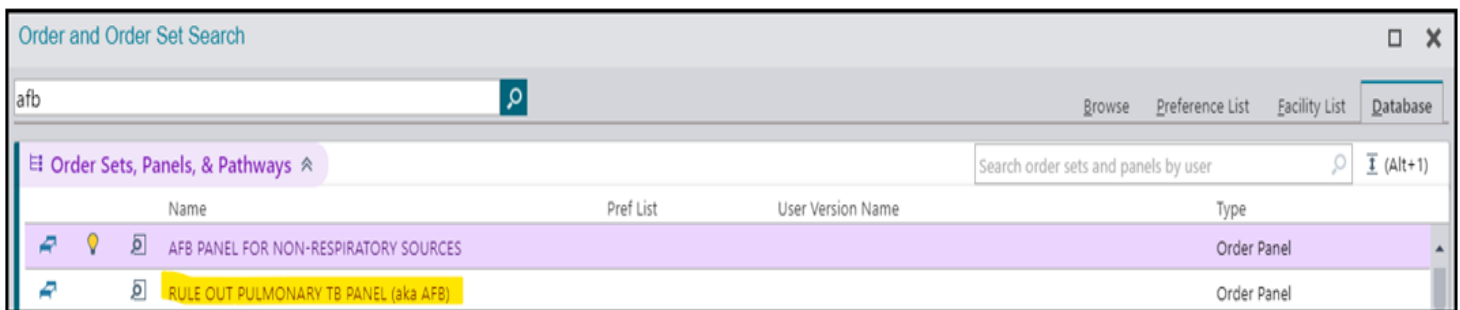 Order and Order Set Search
afb
Browse Preference List Facility List Database
Order Sets, Panels, & Pathways Search order sets and panels by user (Alt+1)
Name Pref List User Version Name Type
AFB PANEL FOR NON-RESPIRATORY SOURCES Order Panel
RULE OUT PULMONARY TB PANEL (aka AFB) Order Panel